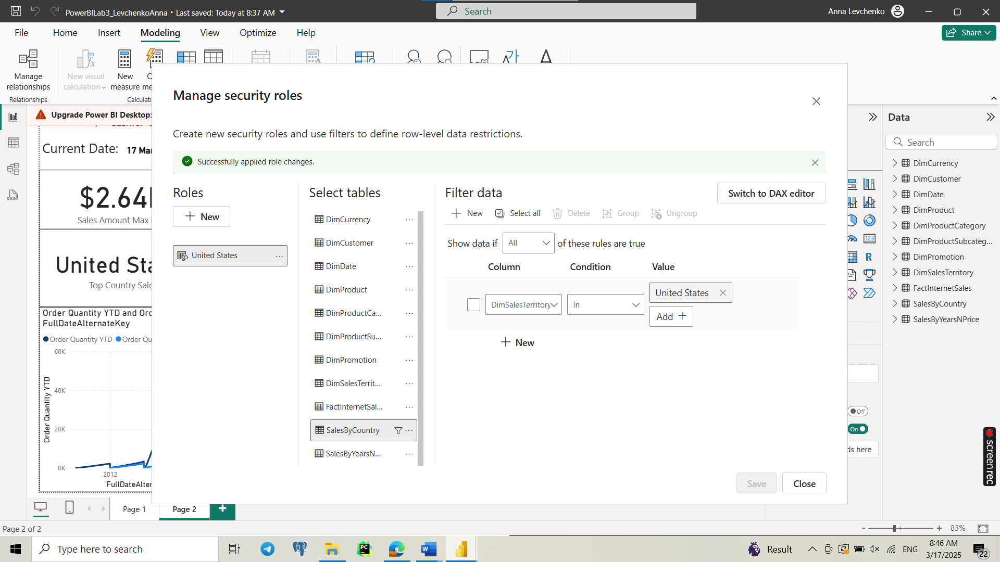 PowerBILab3_LevchenkoAnna • Last saved: Today at 8:37 AM
Search
Anna Levchenko
File Home Insert Modeling View Optimize Help
Share
Manage relationships
New visual calculation
New measure
Relationships
Upgrade Power BI Desktop:
Current Date: 17 Mar
$2.64
Sales Amount Max
United Sta
Top Country Sale
Order Quantity YTD and Ord
FullDateAlternateKey
Order Quantity YTD Order Qu
60K
40K
20K
0K
Order Quantity YTD
2012
FullDateAlter
Manage security roles
Create new security roles and use filters to define row-level data restrictions.
Successfully applied role changes.
Roles
New
United States
Select tables
DimCurrency
DimCustomer
DimDate
DimProduct
DimProductCa...
DimProductSu...
DimPromotion
DimSalesTerrit...
FactInternetSal...
SalesByCountry
SalesByYearsN...
Filter data
Switch to DAX editor
New Select all Delete Group Ungroup
Show data if All of these rules are true
Column Condition Value
DimSalesTerritory In United States
Add
New
Save Close
Data
Search
DimCurrency
DimCustomer
DimDate
DimProduct
DimProductCategory
DimProductSubcateg...
DimPromotion
DimSalesTerritory
FactInternetSales
SalesByCountry
SalesByYearsNPrice
Off
On
ds here
screen rec
Page 1 Page 2
Page 2 of 2
83%
Type here to search
Result
ENG
8:46 AM
3/17/2025
22